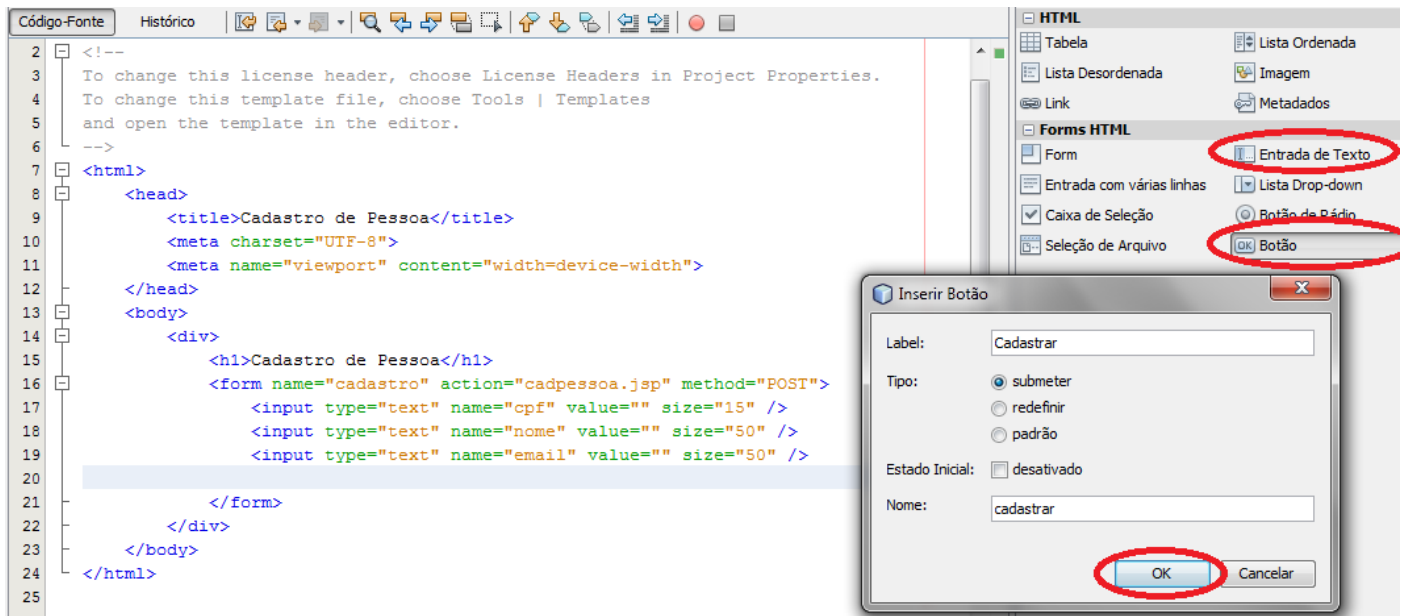 Código-Fonte Histórico
2 <!--
3 To change this license header, choose License Headers in Project Properties.
4 To change this template file, choose Tools | Templates
5 and open the template in the editor.
6 -->
7 <html>
8 <head>
9 <title>Cadastro de Pessoa</title>
10 <meta charset="UTF-8">
11 <meta name="viewport" content="width=device-width">
12 </head>
13 <body>
14 <div>
15 <h1>Cadastro de Pessoa</h1>
16 <form name="cadastro" action="cadpessoa.jsp" method="POST">
17 <input type="text" name="cpf" value="" size="15" />
18 <input type="text" name="nome" value="" size="50" />
19 <input type="text" name="email" value="" size="50" />
20
21 </form>
22 </div>
23 </body>
24 </html>
25
HTML
Tabela Lista Ordenada
Lista Desordenada Imagem
Link Metadados
Forms HTML
Form Entrada de Texto
Entrada com várias linhas Lista Drop-down
Caixa de Seleção Botão de Rádio
Seleção de Arquivo OK Botão
Inserir Botão
Label: Cadastrar
Tipo: submeter
redefinir
padrão
Estado Inicial: desativado
Nome: cadastrar
OK Cancelar